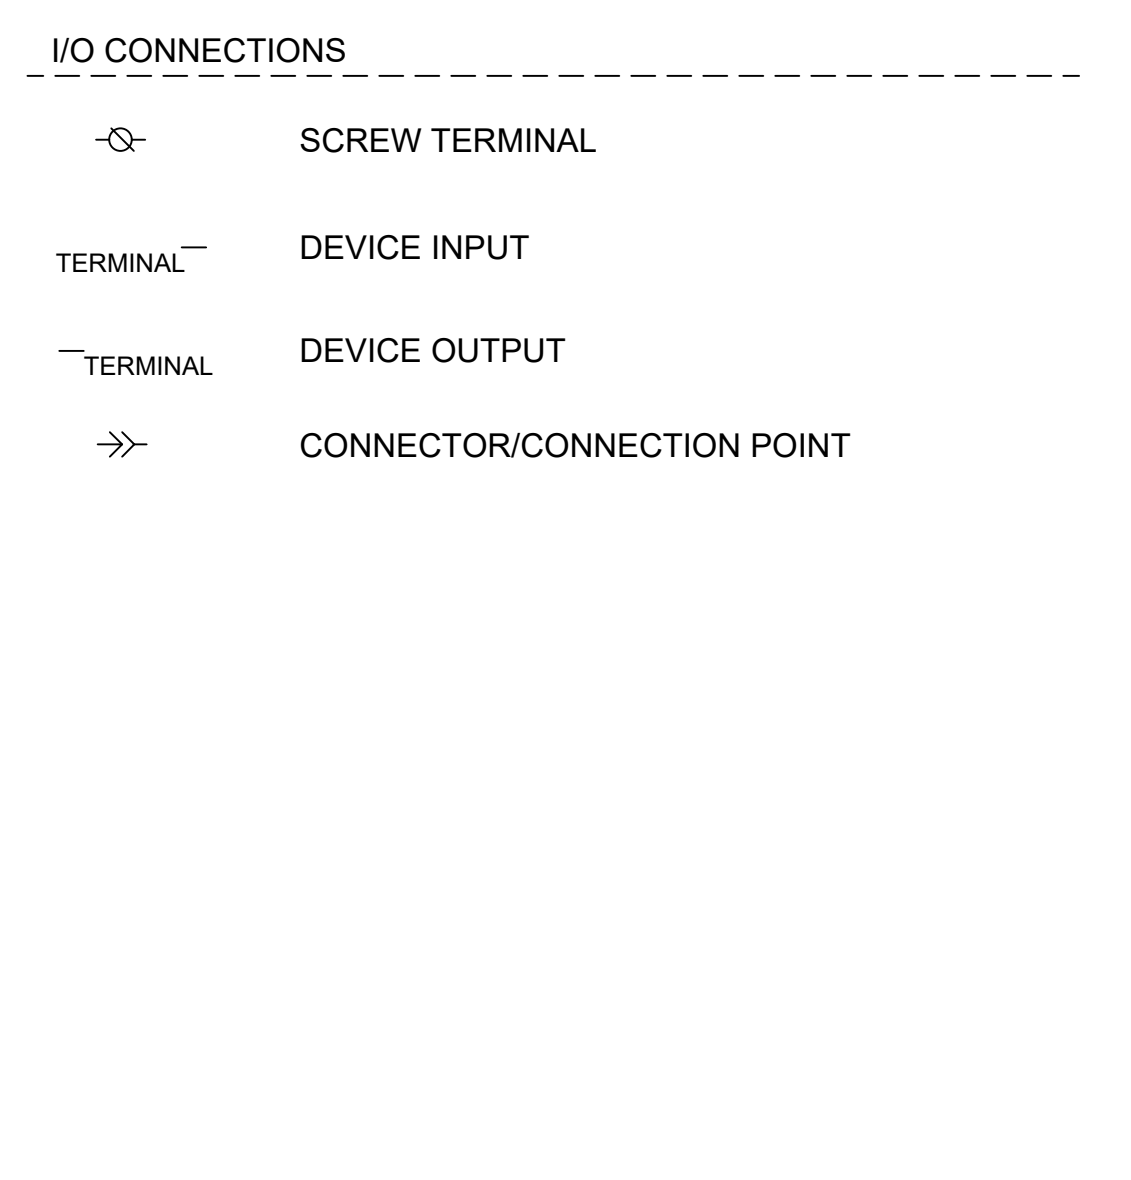 I/O CONNECTIONS
SCREW TERMINAL
TERMINAL DEVICE INPUT
TERMINAL DEVICE OUTPUT
CONNECTOR/CONNECTION POINT